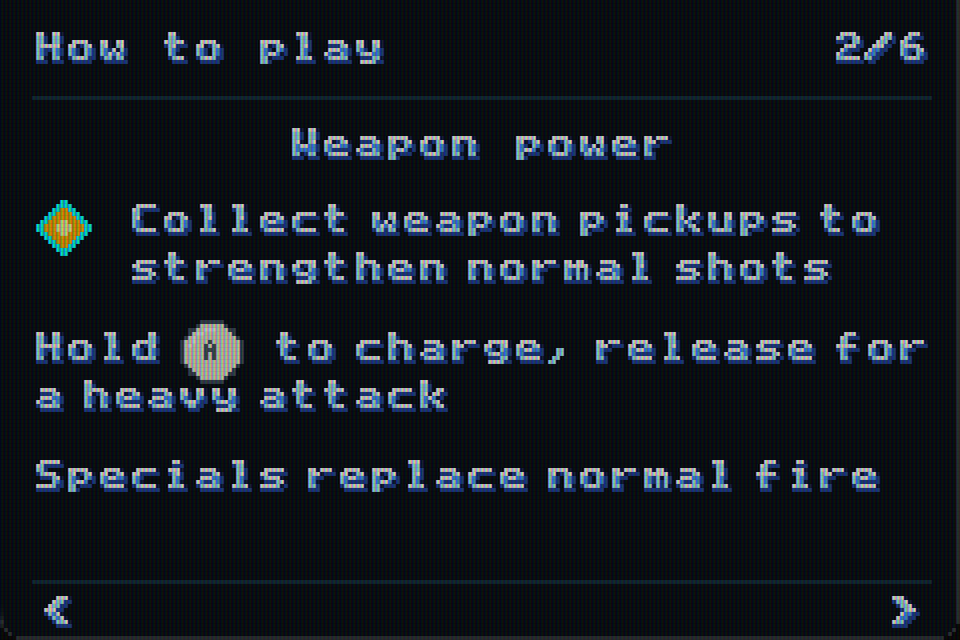 How to play 2/6
Weapon power
Collect weapon pickups to
strengthen normal shots
Hold A to charge, release for
a heavy attack
Specials replace normal fire
< >